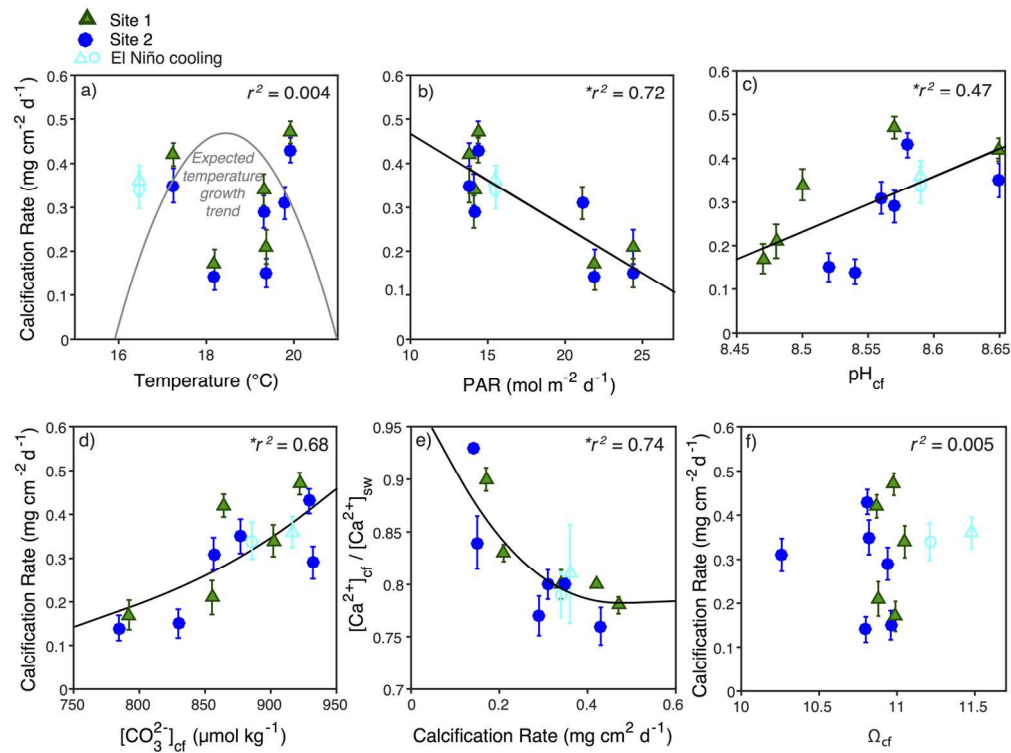 Site 1
Site 2
El Niño cooling
a)
r² = 0.004
Expected
temperature
growth
trend
Calcification Rate (mg cm⁻² d⁻¹)
0.6
0.5
0.4
0.3
0.2
0.1
0
16
18
20
Temperature (°C)
b)
*r² = 0.72
0.6
0.5
0.4
0.3
0.2
0.1
0
10
15
20
25
PAR (mol m⁻² d⁻¹)
c)
*r² = 0.47
0.6
0.5
0.4
0.3
0.2
0.1
0
8.45
8.5
8.55
8.6
8.65
pHcf
d)
*r² = 0.68
Calcification Rate (mg cm⁻² d⁻¹)
0.6
0.5
0.4
0.3
0.2
0.1
0
750
800
850
900
950
[CO₃²⁻]cf (µmol kg⁻¹)
e)
*r² = 0.74
[Ca²⁺]cf / [Ca²⁺]sw
0.95
0.9
0.85
0.8
0.75
0.7
0
0.2
0.4
0.6
Calcification Rate (mg cm² d⁻¹)
f)
r² = 0.005
Calcification Rate (mg cm⁻² d⁻¹)
0.6
0.5
0.4
0.3
0.2
0.1
0
10
10.5
11
11.5
Ωcf